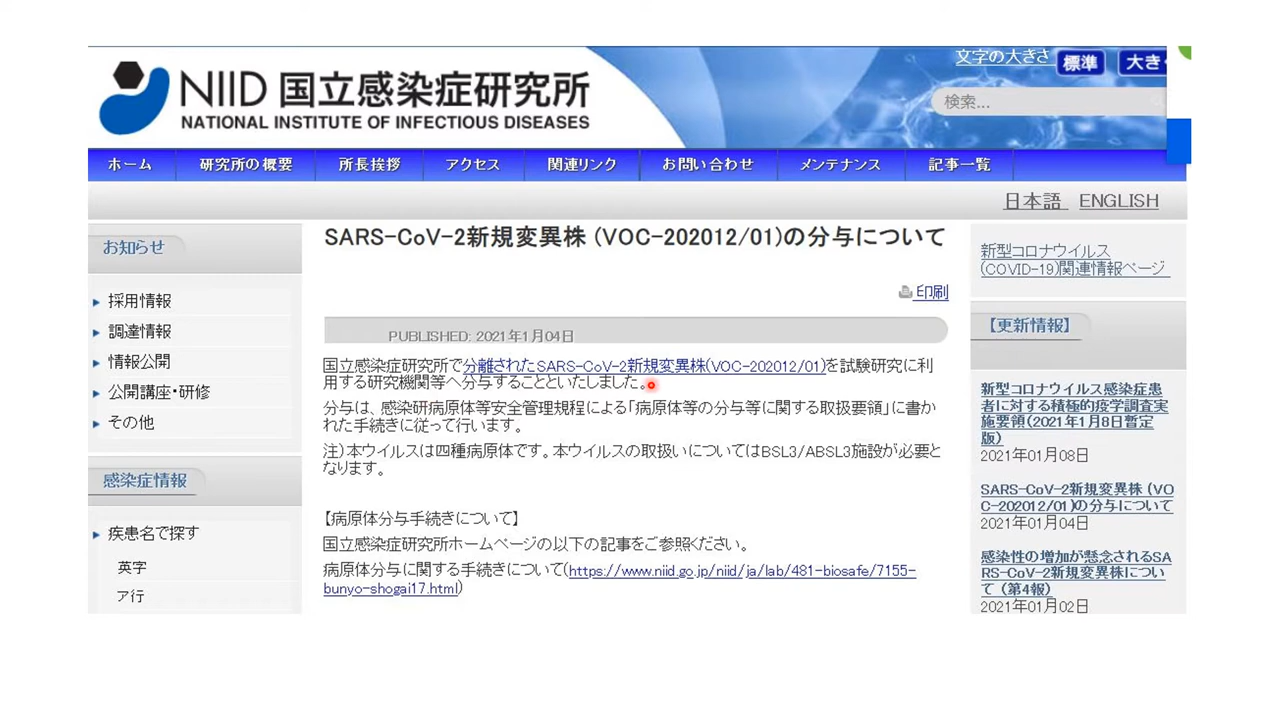 文字の大きさ 標準 大き
NIID 国立感染症研究所
NATIONAL INSTITUTE OF INFECTIOUS DISEASES
検索...
ホーム 研究所の概要 所長挨拶 アクセス 関連リンク お問い合わせ メンテナンス 記事一覧
日本語 ENGLISH
お知らせ
採用情報
調達情報
情報公開
公開講座・研修
その他
感染症情報
疾患名で探す
英字
ア行
SARS-CoV-2新規変異株 (VOC-202012/01)の分与について
印刷
PUBLISHED: 2021年1月04日
国立感染症研究所で分離されたSARS-CoV-2新規変異株(VOC-202012/01)を試験研究に利
用する研究機関等へ分与することといたしました。
分与は、感染研病原体等安全管理規程による「病原体等の分与等に関する取扱要領」に書か
れた手続きに従って行います。
注）本ウイルスは四種病原体です。本ウイルスの取扱いについてはBSL3/ABSL3施設が必要と
なります。
【病原体分与手続きについて】
国立感染症研究所ホームページの以下の記事をご参照ください。
病原体分与に関する手続きについて(https://www.niid.go.jp/niid/ja/lab/481-biosafe/7155-
bunyo-shogai17.html)
新型コロナウイルス
(COVID-19)関連情報ページ
【更新情報】
新型コロナウイルス感染症患
者に対する積極的疫学調査実
施要領(2021年1月8日暫定
版)
2021年01月08日
SARS-CoV-2新規変異株 (VO
C-202012/01)の分与について
2021年01月04日
感染性の増加が懸念されるSA
RS-CoV-2新規変異株につい
て（第4報）
2021年01月02日